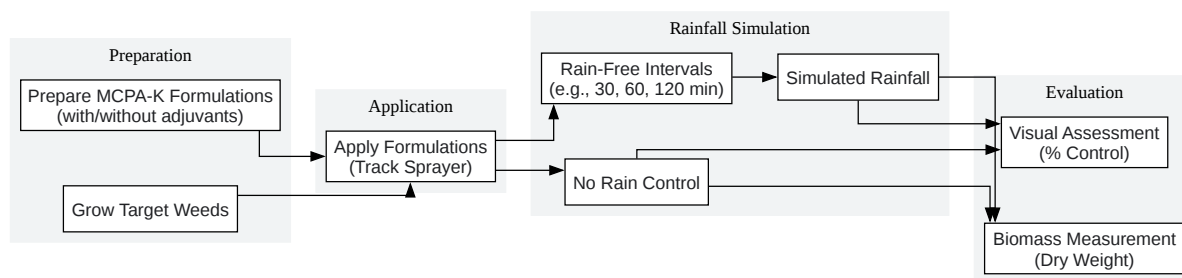 Preparation
Prepare MCPA-K Formulations
(with/without adjuvants)
Grow Target Weeds
Application
Apply Formulations
(Track Sprayer)
Rainfall Simulation
Rain-Free Intervals
(e.g., 30, 60, 120 min)
Simulated Rainfall
No Rain Control
Evaluation
Visual Assessment
(% Control)
Biomass Measurement
(Dry Weight)